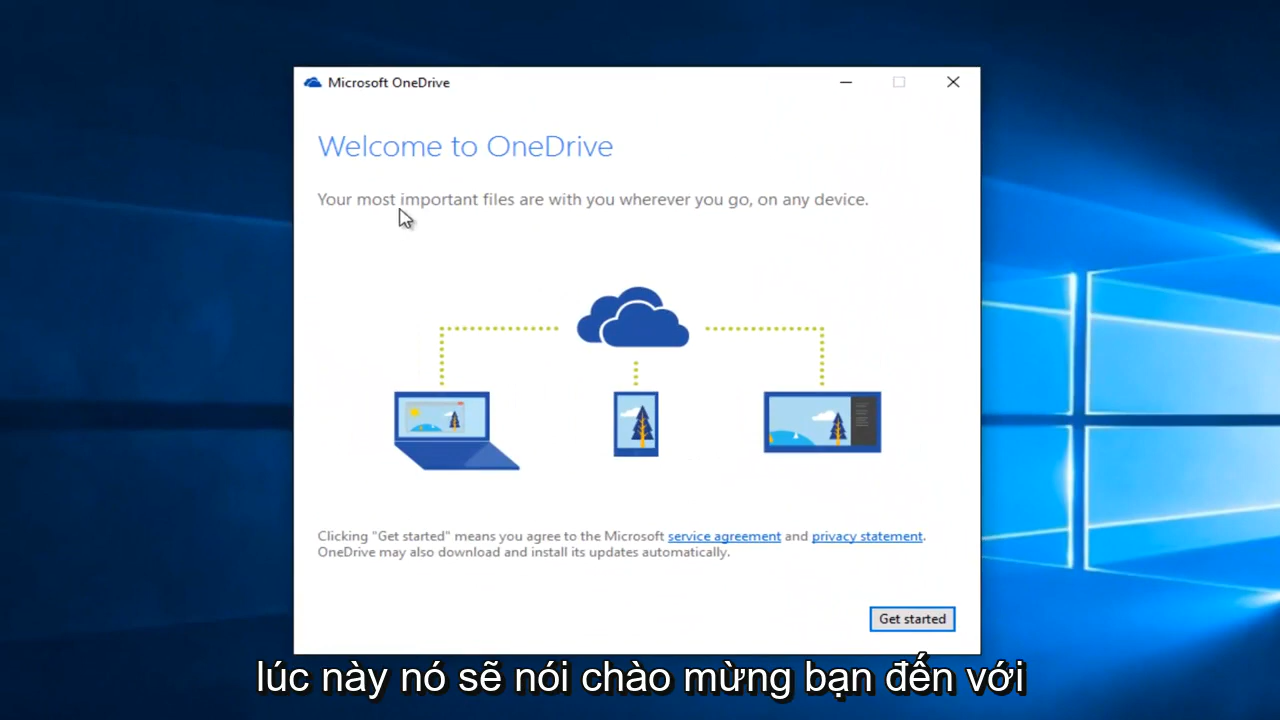 Microsoft OneDrive
Welcome to OneDrive
Your most important files are with you wherever you go, on any device.
Clicking "Get started" means you agree to the Microsoft service agreement and privacy statement.
OneDrive may also download and install its updates automatically.
Get started
lúc này nó sẽ nói chào mừng bạn đến với